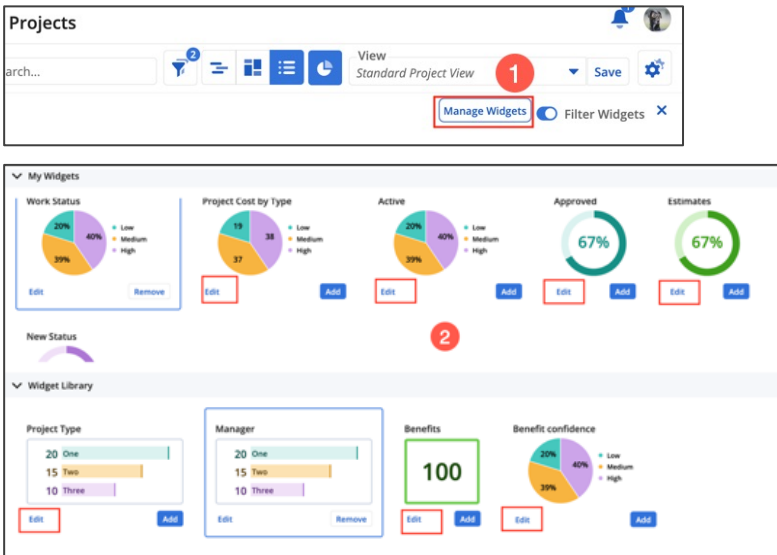 Projects
2
View
arch...
Standard Project View
1
Save
Manage Widgets
Filter Widgets
My Widgets
Work Status
Project Cost by Type
Active
Approved
Estimates
20%
40%
39%
Low
Medium
High
19
38
37
Low
Medium
High
20%
40%
39%
Low
Medium
High
67%
67%
Edit
Remove
Edit
Add
Edit
Add
Edit
Add
Edit
Add
New Status
2
Widget Library
Project Type
Manager
Benefits
Benefit confidence
20 One
15 Two
10 Three
20 One
15 Two
10 Three
100
20%
40%
39%
Low
Medium
High
Edit
Add
Edit
Remove
Edit
Add
Edit
Add